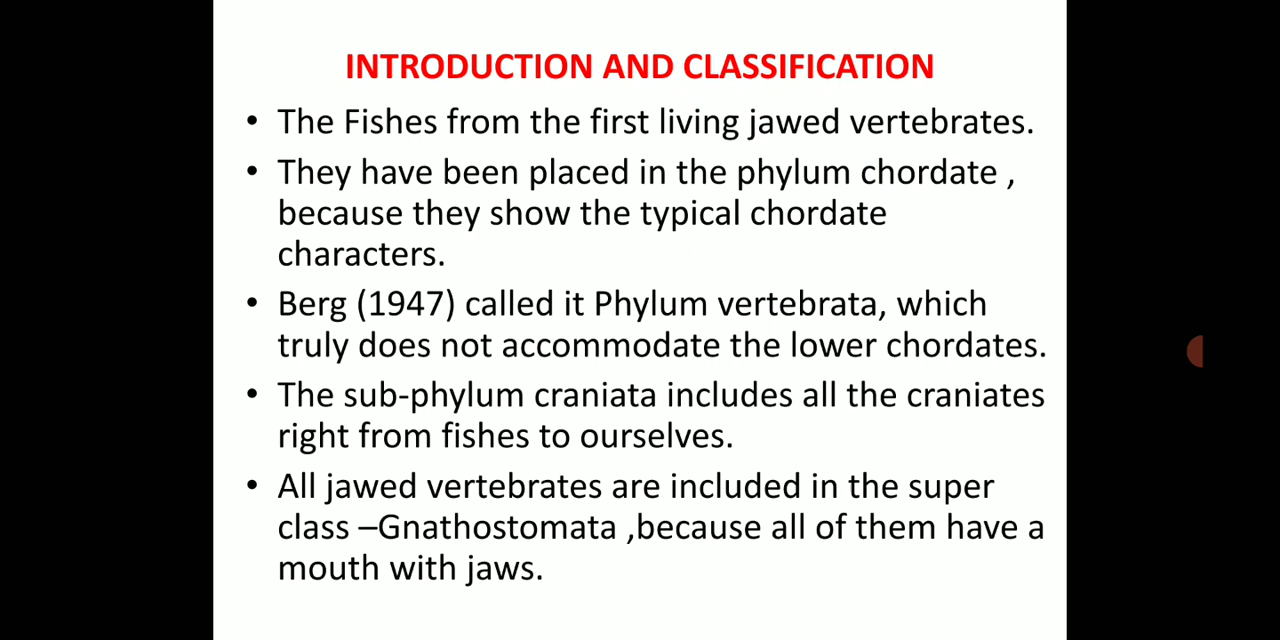 INTRODUCTION AND CLASSIFICATION
• The Fishes from the first living jawed vertebrates.
• They have been placed in the phylum chordate ,
because they show the typical chordate
characters.
• Berg (1947) called it Phylum vertebrata, which
truly does not accommodate the lower chordates.
• The sub-phylum craniata includes all the craniates
right from fishes to ourselves.
• All jawed vertebrates are included in the super
class –Gnathostomata ,because all of them have a
mouth with jaws.